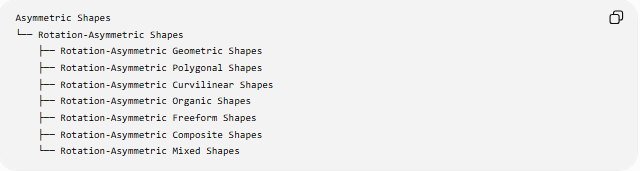 Asymmetric Shapes
└── Rotation-Asymmetric Shapes
    ├── Rotation-Asymmetric Geometric Shapes
    ├── Rotation-Asymmetric Polygonal Shapes
    ├── Rotation-Asymmetric Curvilinear Shapes
    ├── Rotation-Asymmetric Organic Shapes
    ├── Rotation-Asymmetric Freeform Shapes
    ├── Rotation-Asymmetric Composite Shapes
    └── Rotation-Asymmetric Mixed Shapes